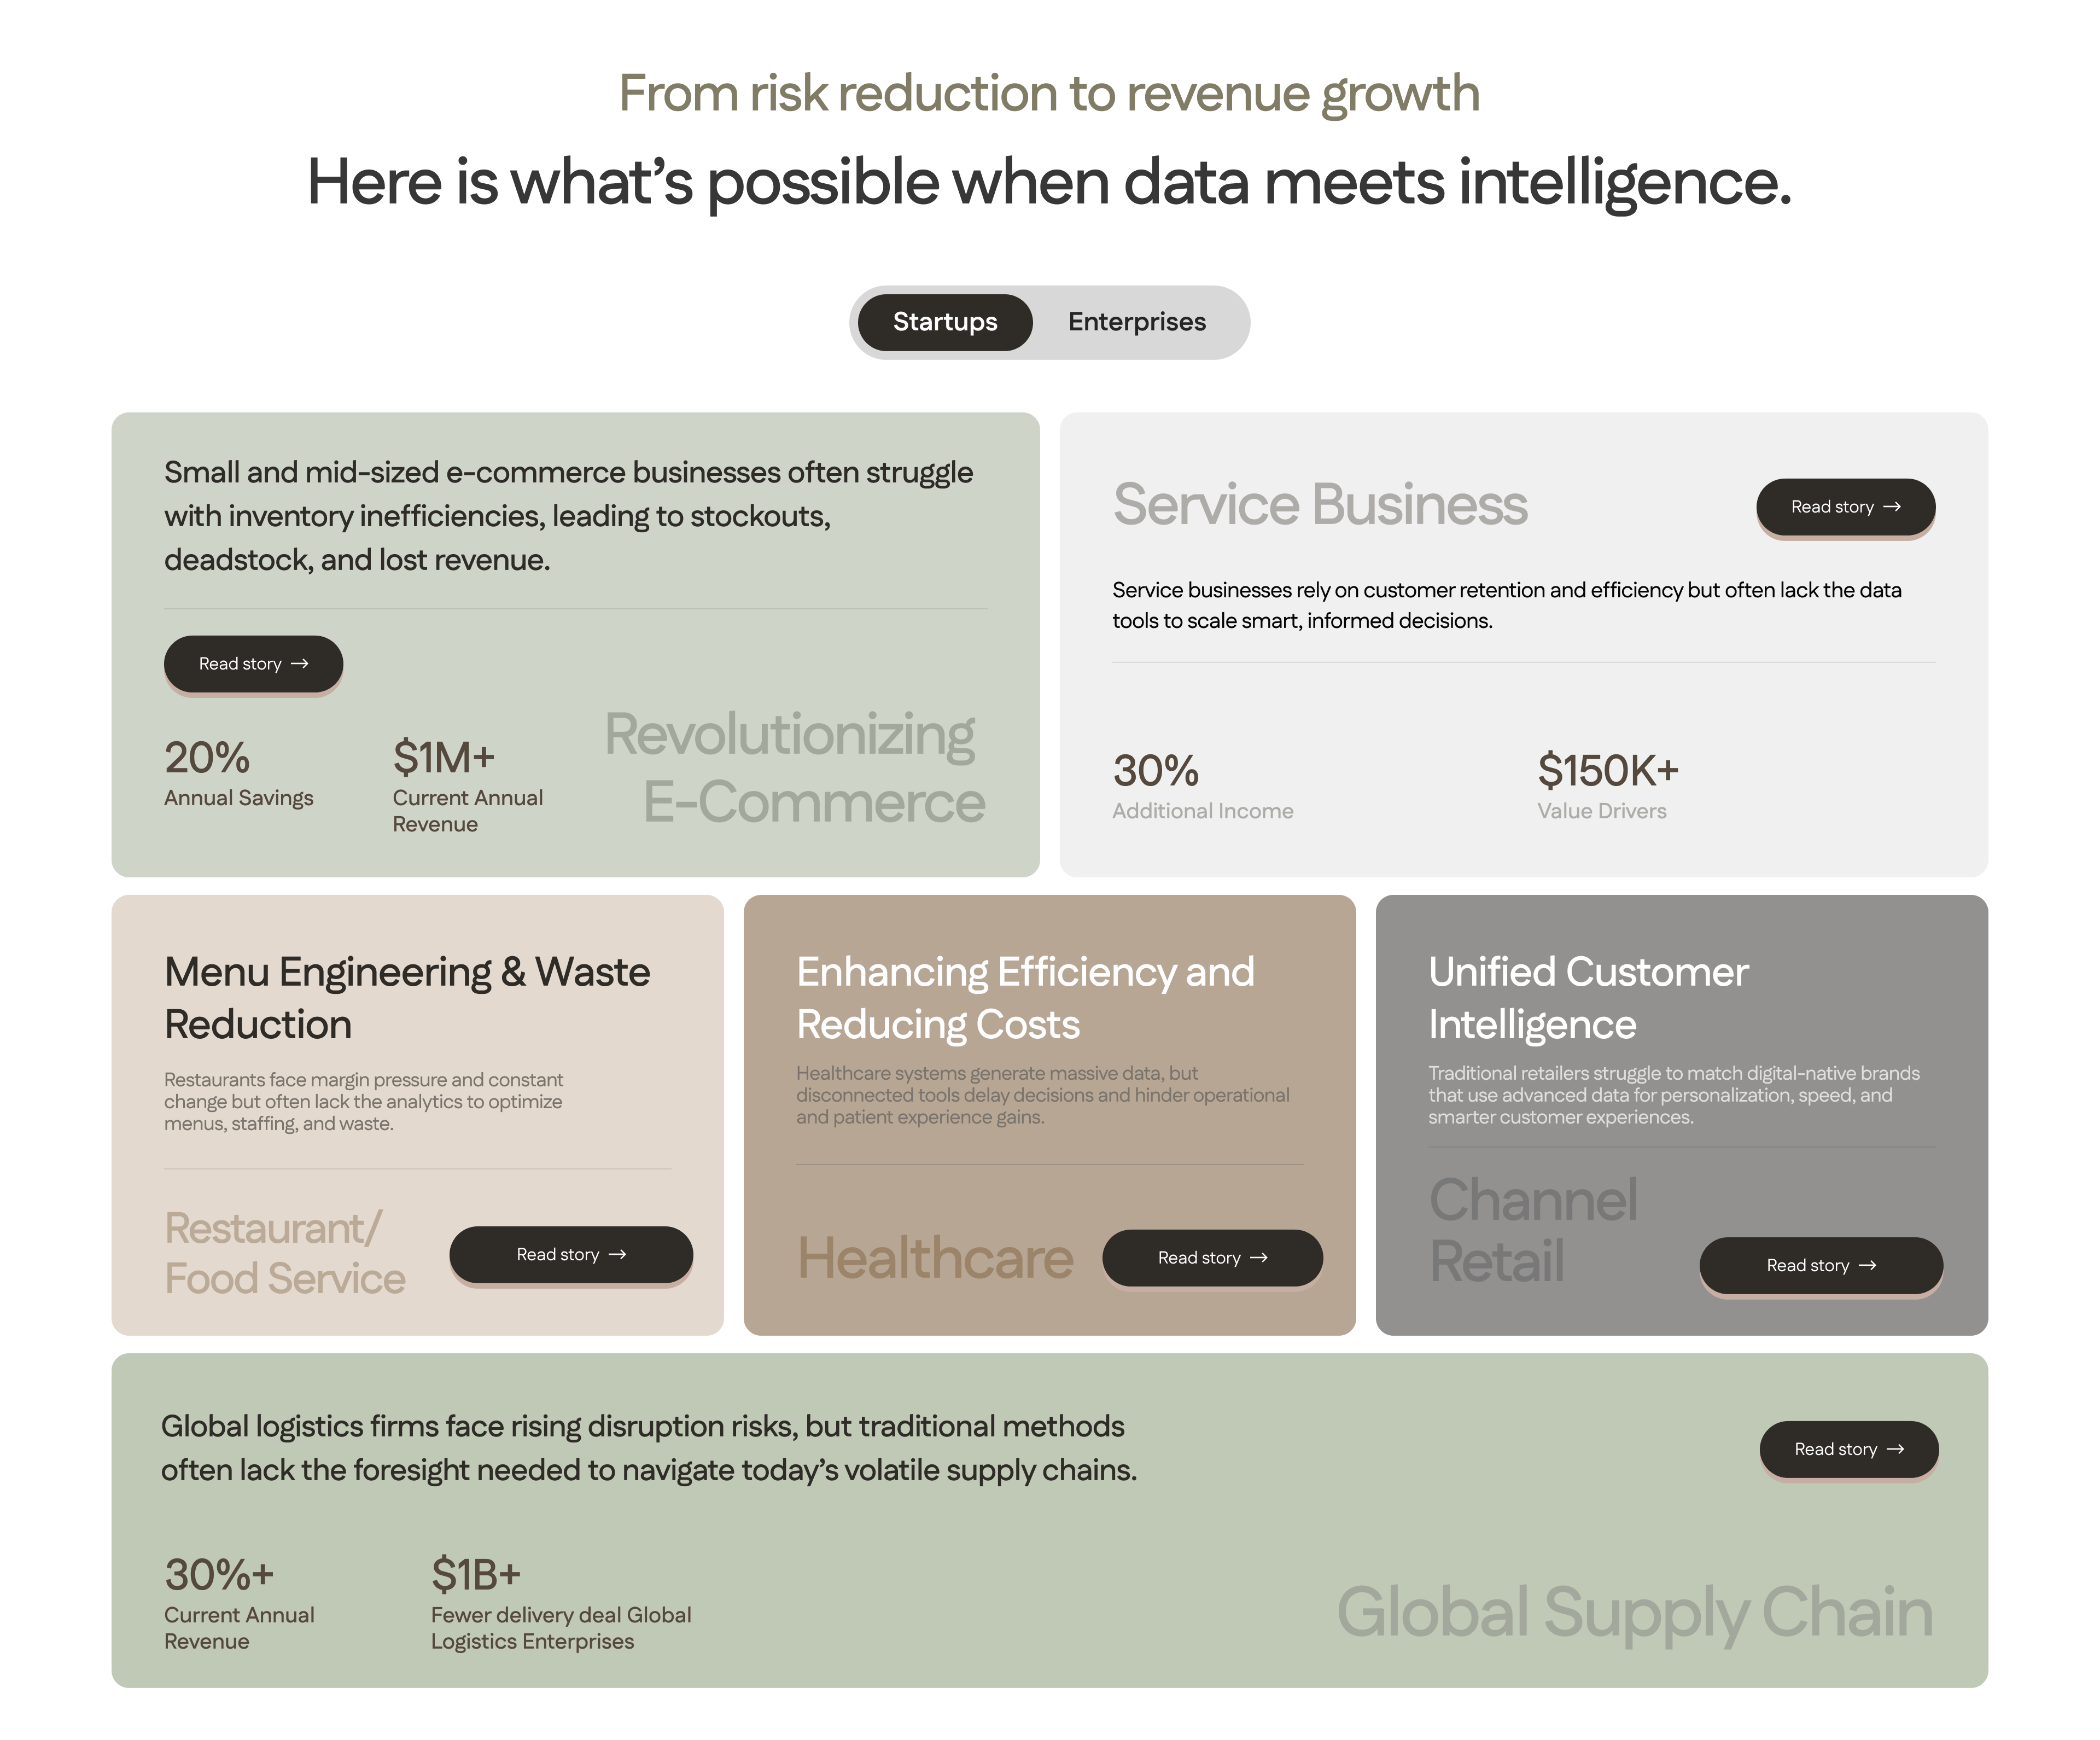 From risk reduction to revenue growth
Here is what’s possible when data meets intelligence.
Startups
Enterprises
Small and mid-sized e-commerce businesses often struggle
with inventory inefficiencies, leading to stockouts,
deadstock, and lost revenue.
Read story →
20%
Annual Savings
$1M+
Current Annual
Revenue
Revolutionizing
E-Commerce
Service Business
Read story →
Service businesses rely on customer retention and efficiency but often lack the data
tools to scale smart, informed decisions.
30%
Additional Income
$150K+
Value Drivers
Menu Engineering & Waste
Reduction
Restaurants face margin pressure and constant
change but often lack the analytics to optimize
menus, staffing, and waste.
Restaurant/
Food Service
Read story →
Enhancing Efficiency and
Reducing Costs
Healthcare systems generate massive data, but
disconnected tools delay decisions and hinder operational
and patient experience gains.
Healthcare
Read story →
Unified Customer
Intelligence
Traditional retailers struggle to match digital-native brands
that use advanced data for personalization, speed, and
smarter customer experiences.
Channel
Retail
Read story →
Global logistics firms face rising disruption risks, but traditional methods
often lack the foresight needed to navigate today’s volatile supply chains.
Read story →
30%+
Current Annual
Revenue
$1B+
Fewer delivery deal Global
Logistics Enterprises
Global Supply Chain